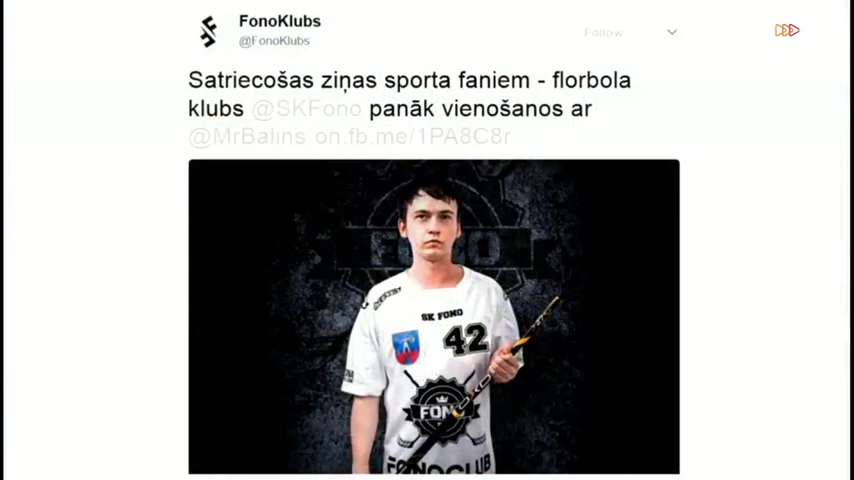 FonoKlubs
@FonoKlubs
Follow
Satriecošas ziņas sporta faniem - florbola
klubs @SKFono panāk vienošanos ar
@MrBalins on.fb.me/1PA8C8r
FONO
SK FONO
42
FONO
FONOCLUB